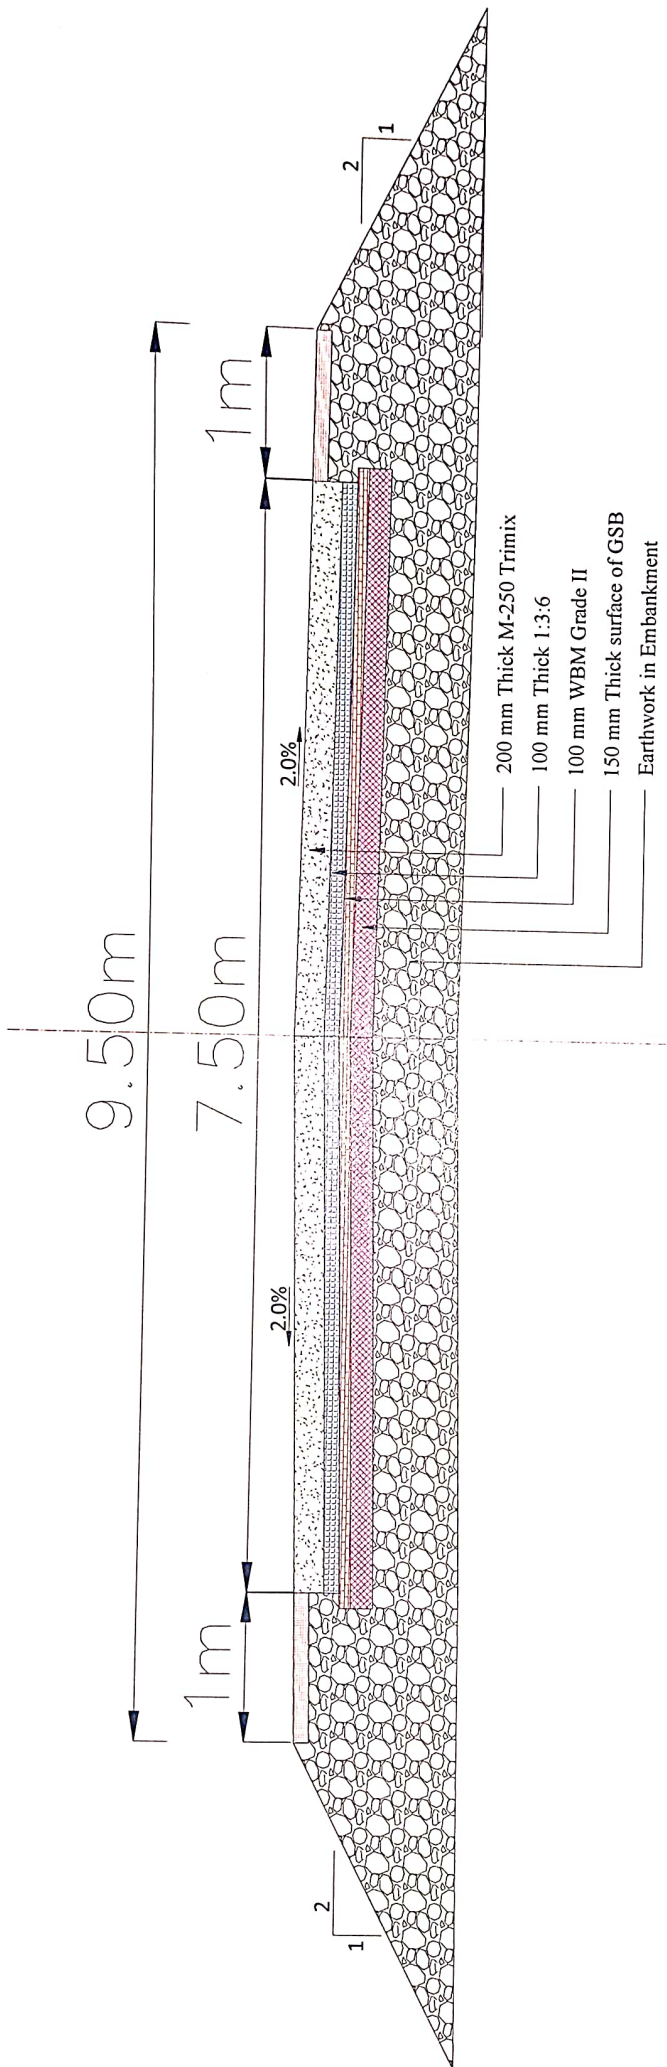 9.50m
7.50m
1m
1m
2.0%
2.0%
2
1
2
1
200 mm Thick M-250 Trimix
100 mm Thick 1:3:6
100 mm WBM Grade II
150 mm Thick surface of GSB
Earthwork in Embankment